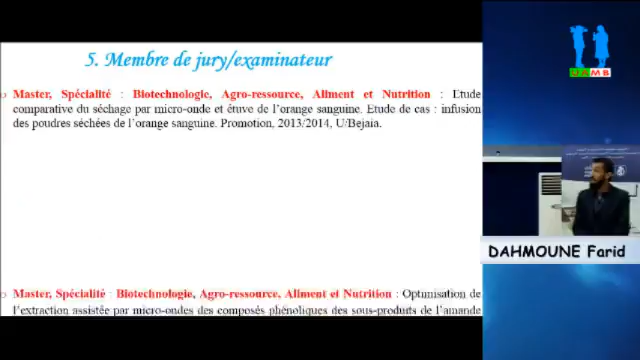 5. Membre de jury/examinateur
Master, Spécialité : Biotechnologie, Agro-ressource, Aliment et Nutrition : Etude
comparative du séchage par micro-onde et étuve de l'orange sanguine. Etude de cas : infusion
des poudres séchées de l'orange sanguine. Promotion, 2013/2014, U/Bejaia.
Master, Spécialité : Biotechnologie, Agro-ressource, Aliment et Nutrition : Optimisation de
l'extraction assistée par micro-ondes des composés phénoliques des sous-produits de l'amande
UAMB
DAHMOUNE Farid